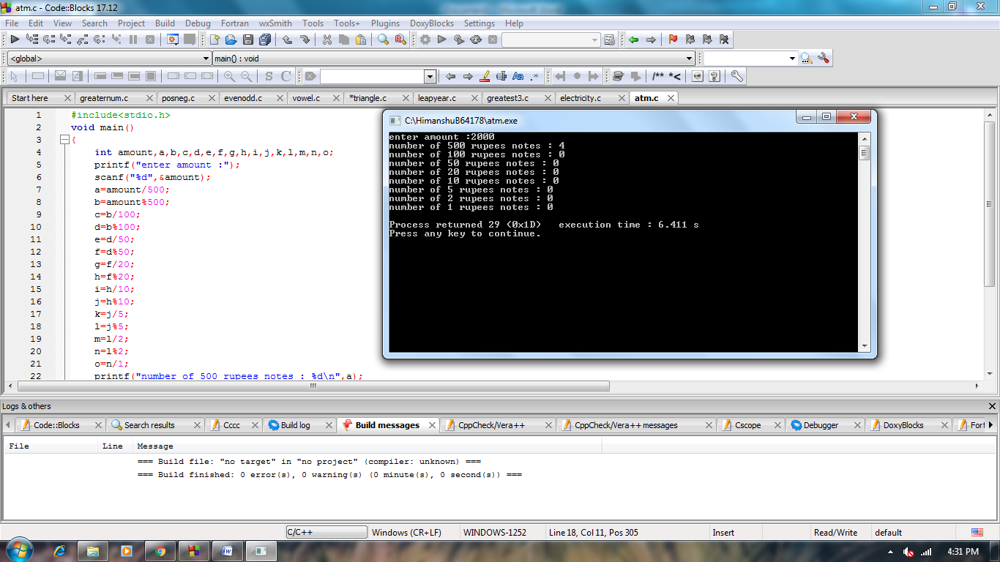 atm.c - Code::Blocks 17.12
File Edit View Search Project Build Debug Fortran wxSmith Tools Tools+ Plugins DoxyBlocks Settings Help
<global> main() : void
S C Aa .* /** *<
Start here greaternum.c posneg.c evenodd.c vowel.c *triangle.c leapyear.c greatest3.c electricity.c atm.c
1 #include<stdio.h>
2 void main()
3 {
4 int amount,a,b,c,d,e,f,g,h,i,j,k,l,m,n,o;
5 printf("enter amount :");
6 scanf("%d",&amount);
7 a=amount/500;
8 b=amount%500;
9 c=b/100;
10 d=b%100;
11 e=d/50;
12 f=d%50;
13 g=f/20;
14 h=f%20;
15 i=h/10;
16 j=h%10;
17 k=j/5;
18 l=j%5;
19 m=l/2;
20 n=l%2;
21 o=n/1;
22 printf("number of 500 rupees notes : %d\n",a);
C:\HimanshuB64178\atm.exe
enter amount :2000
number of 500 rupees notes : 4
number of 100 rupees notes : 0
number of 50 rupees notes : 0
number of 20 rupees notes : 0
number of 10 rupees notes : 0
number of 5 rupees notes : 0
number of 2 rupees notes : 0
number of 1 rupees notes : 0
Process returned 29 (0x1D) execution time : 6.411 s
Press any key to continue.
Logs & others
Code::Blocks Search results Cccc Build log Build messages CppCheck/Vera++ CppCheck/Vera++ messages Cscope Debugger DoxyBlocks Fort
File Line Message
=== Build file: "no target" in "no project" (compiler: unknown) ===
=== Build finished: 0 error(s), 0 warning(s) (0 minute(s), 0 second(s)) ===
C/C++ Windows (CR+LF) WINDOWS-1252 Line 18, Col 11, Pos 305 Insert Read/Write default
4:31 PM